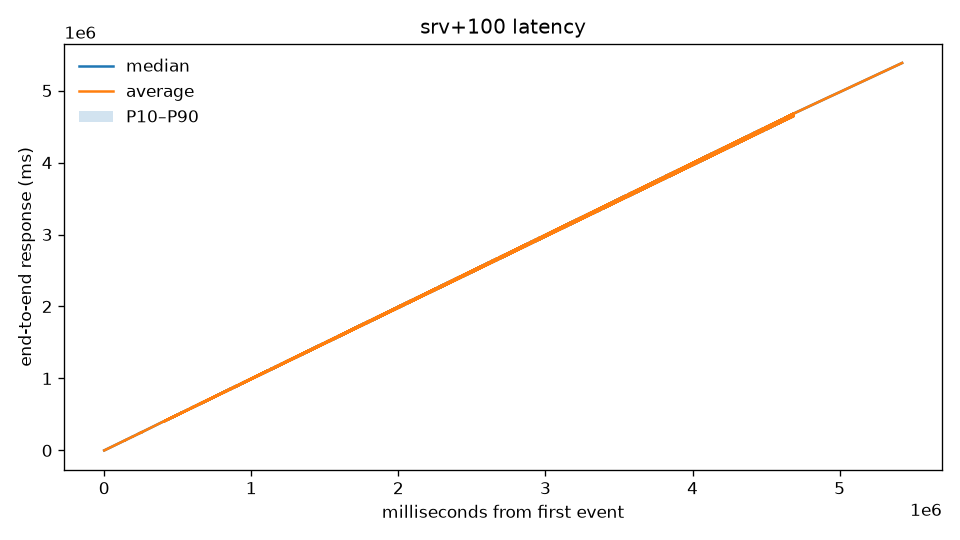 srv+100 latency
1e6
median
average
P10–P90
end-to-end response (ms)
5
4
3
2
1
0
0 1 2 3 4 5
1e6
milliseconds from first event